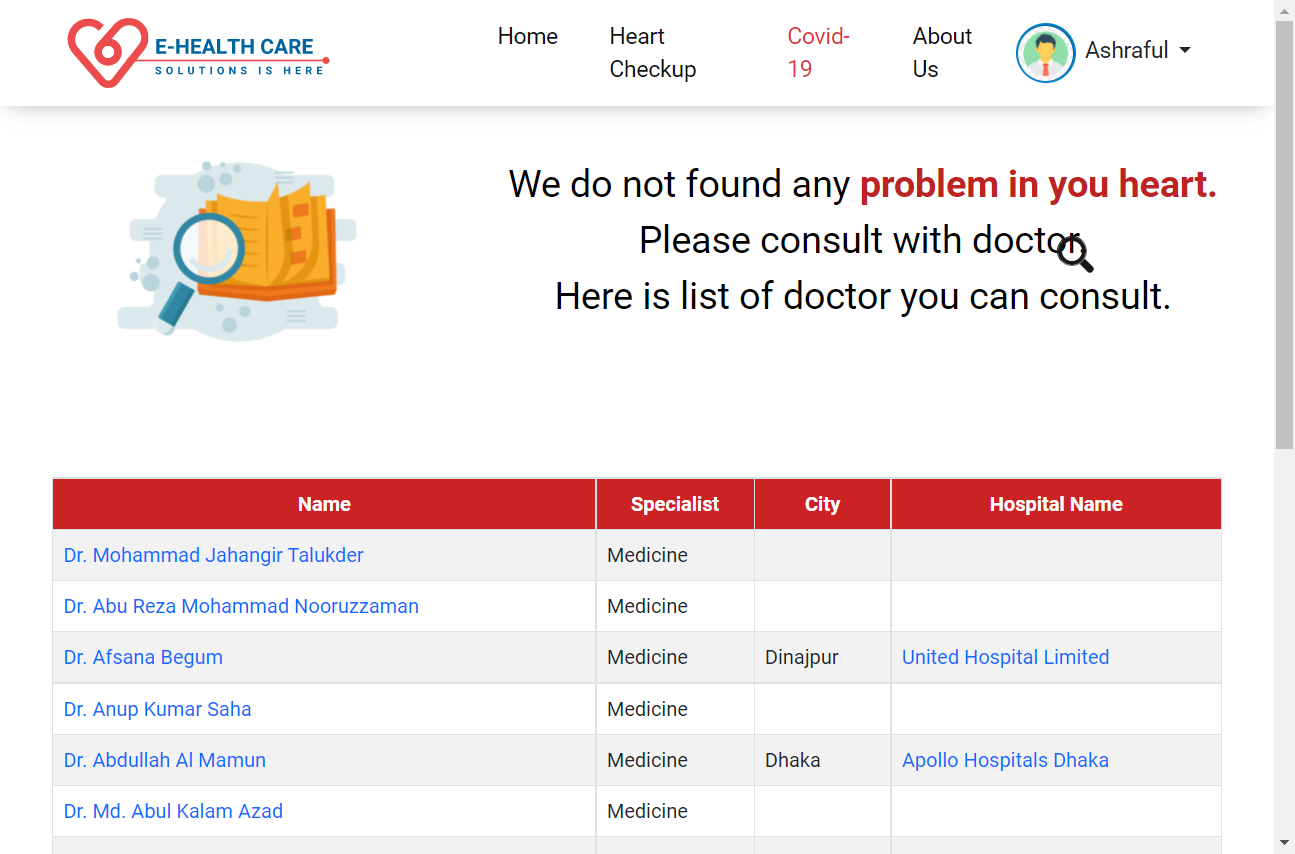 E-HEALTH CARE
SOLUTIONS IS HERE
Home
Heart
Checkup
Covid-
19
About
Us
Ashraful
We do not found any problem in you heart.
Please consult with doctor.
Here is list of doctor you can consult.
Name Specialist City Hospital Name
Dr. Mohammad Jahangir Talukder Medicine
Dr. Abu Reza Mohammad Nooruzzaman Medicine
Dr. Afsana Begum Medicine Dinajpur United Hospital Limited
Dr. Anup Kumar Saha Medicine
Dr. Abdullah Al Mamun Medicine Dhaka Apollo Hospitals Dhaka
Dr. Md. Abul Kalam Azad Medicine